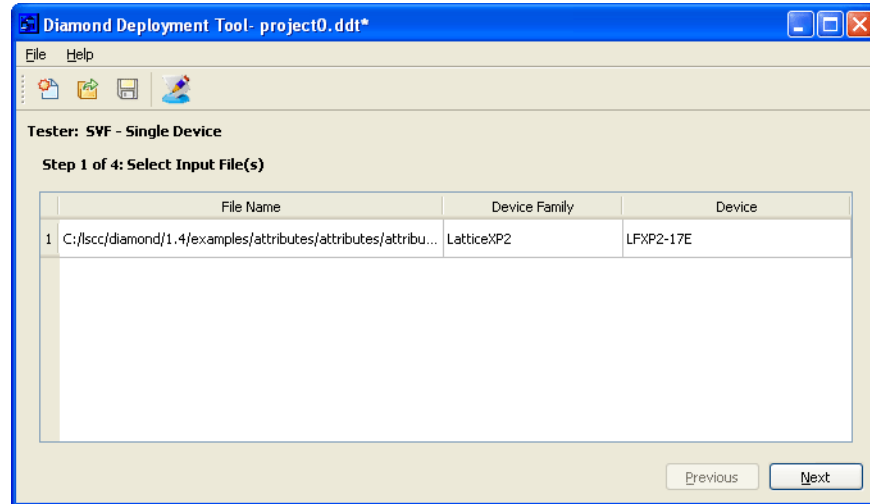 Diamond Deployment Tool- project0.ddt*
File Help
Tester: SVF - Single Device
Step 1 of 4: Select Input File(s)
File Name Device Family Device
1 C:/lscc/diamond/1.4/examples/attributes/attributes/attribu... LatticeXP2 LFXP2-17E
Previous Next